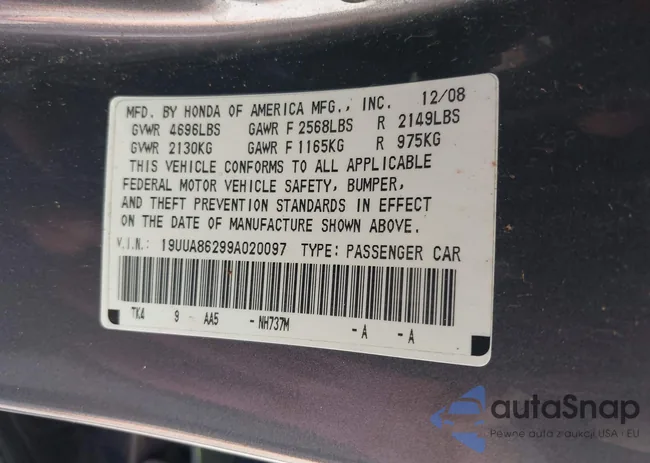 MFD. BY HONDA OF AMERICA MFG., INC. 12/08
GVWR 4696LBS GAWR F 2568LBS R 2149LBS
GVWR 2130KG GAWR F 1165KG R 975KG
THIS VEHICLE CONFORMS TO ALL APPLICABLE
FEDERAL MOTOR VEHICLE SAFETY, BUMPER,
AND THEFT PREVENTION STANDARDS IN EFFECT
ON THE DATE OF MANUFACTURE SHOWN ABOVE.
V.I.N.: 19UUA86299A020097 TYPE: PASSENGER CAR
TK4 9 - AA5 - NH737M - A - A
autaSnap
Pewne auta z aukcji USA i EU